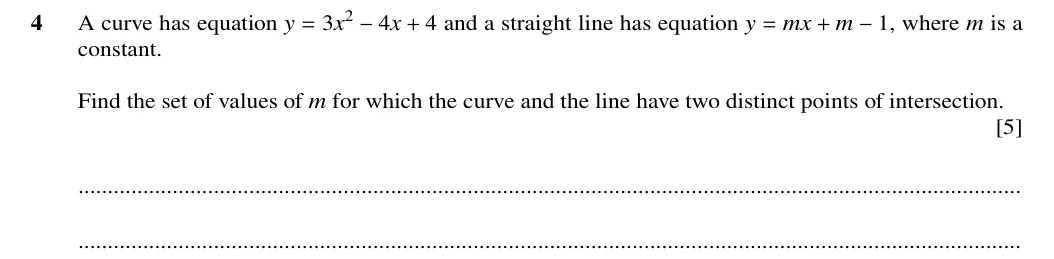 4 A curve has equation y = 3x² − 4x + 4 and a straight line has equation y = mx + m − 1, where m is a
constant.
Find the set of values of m for which the curve and the line have two distinct points of intersection.
[5]